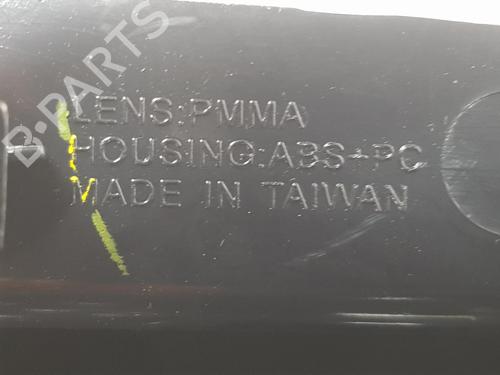 B-PARTS
LENS:PMMA
HOUSING:ABS+PC
MADE IN TAIWAN